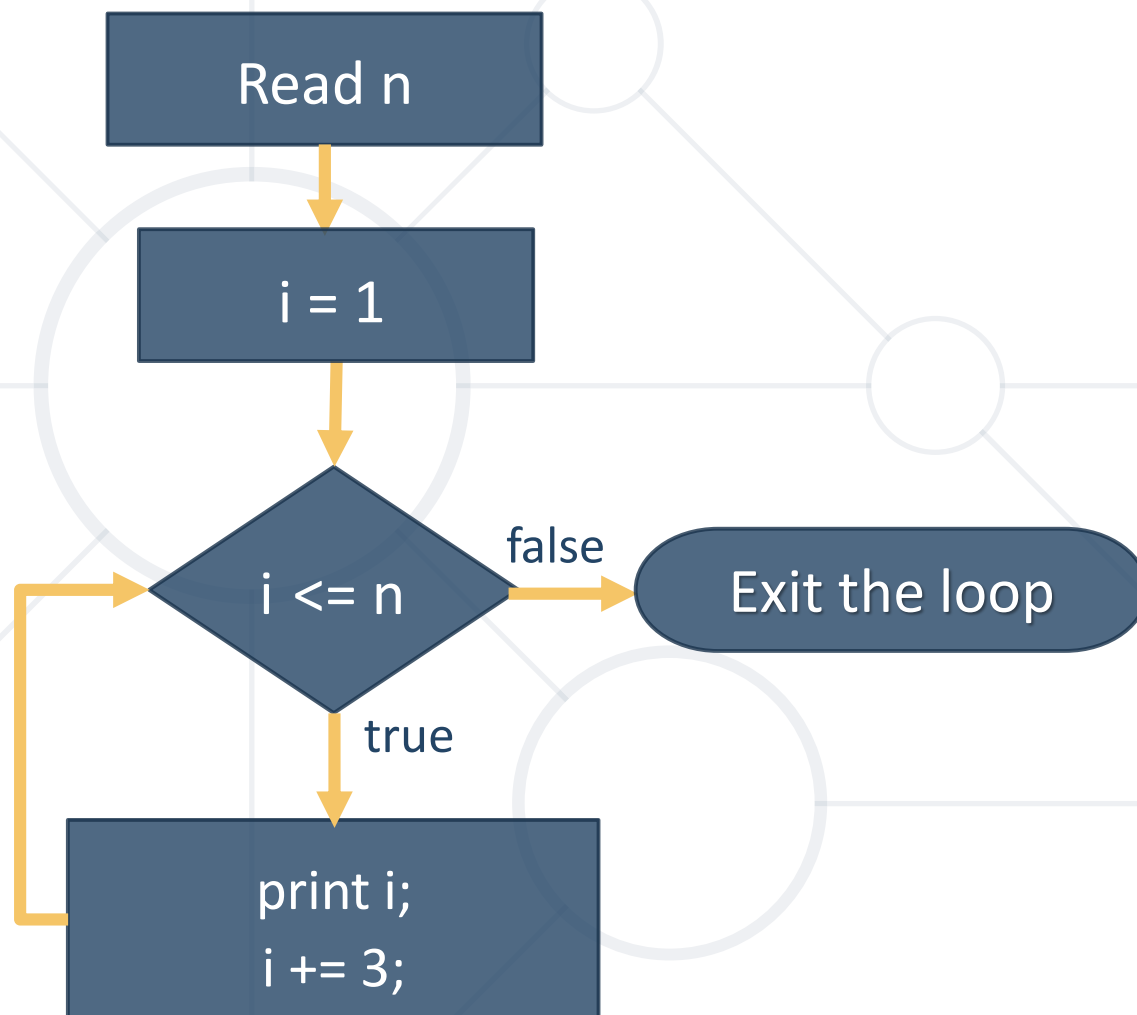 Read n
i = 1
i <= n
false
Exit the loop
true
print i;
i += 3;